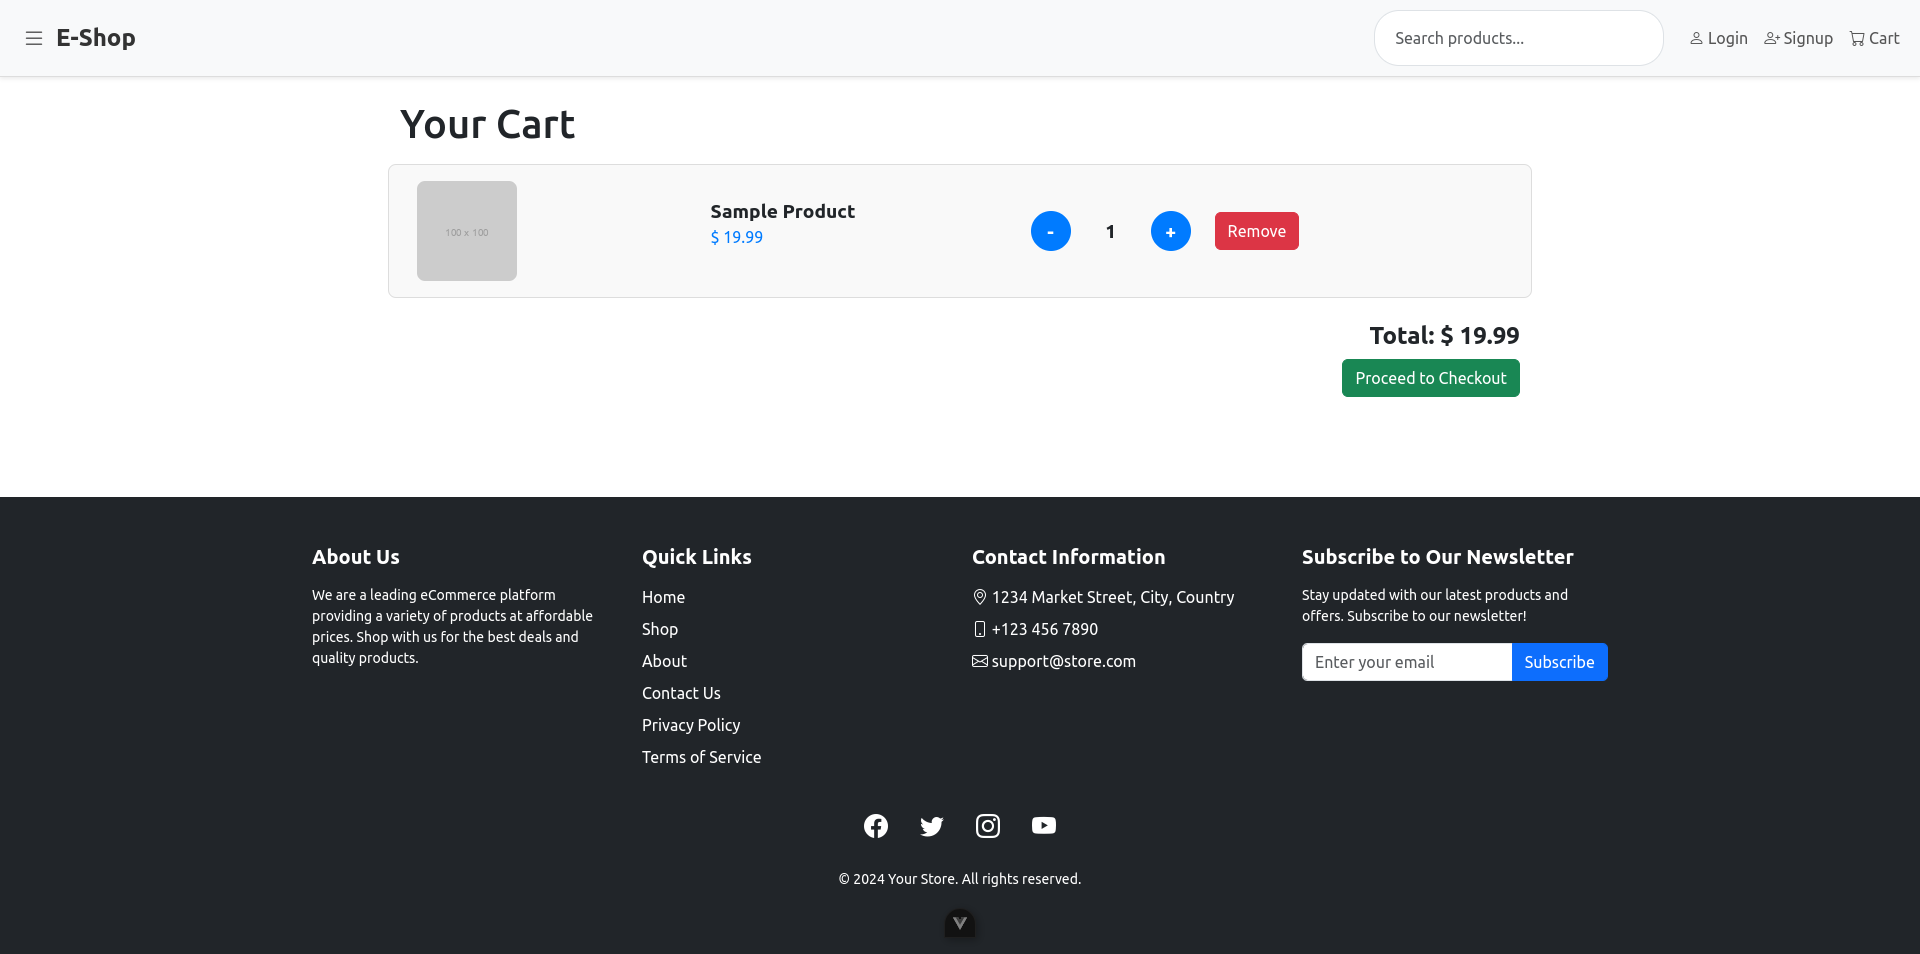 E-Shop
Search products...
Login
Signup
Cart
Your Cart
100 x 100
Sample Product
$ 19.99
-
1
+
Remove
Total: $ 19.99
Proceed to Checkout
About Us
We are a leading eCommerce platform
providing a variety of products at affordable
prices. Shop with us for the best deals and
quality products.
Quick Links
Home
Shop
About
Contact Us
Privacy Policy
Terms of Service
Contact Information
1234 Market Street, City, Country
+123 456 7890
support@store.com
Subscribe to Our Newsletter
Stay updated with our latest products and
offers. Subscribe to our newsletter!
Enter your email
Subscribe
© 2024 Your Store. All rights reserved.